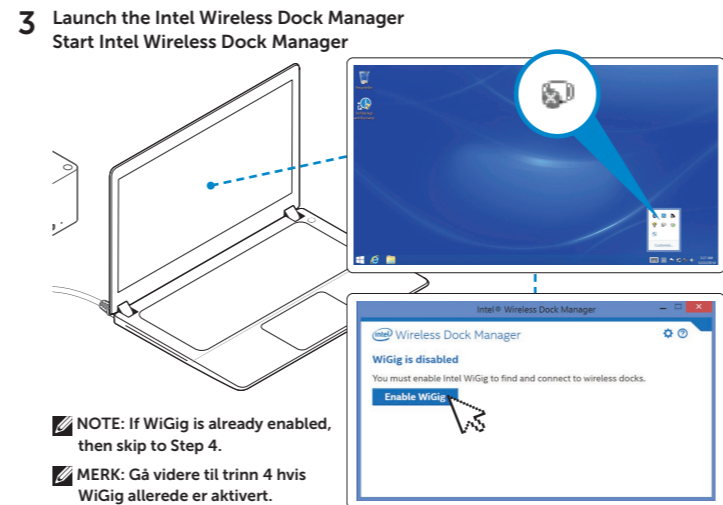 3 Launch the Intel Wireless Dock Manager
Start Intel Wireless Dock Manager
Intel® Wireless Dock Manager
intel Wireless Dock Manager
WiGig is disabled
You must enable Intel WiGig to find and connect to wireless docks.
Enable WiGig
NOTE: If WiGig is already enabled,
then skip to Step 4.
MERK: Gå videre til trinn 4 hvis
WiGig allerede er aktivert.